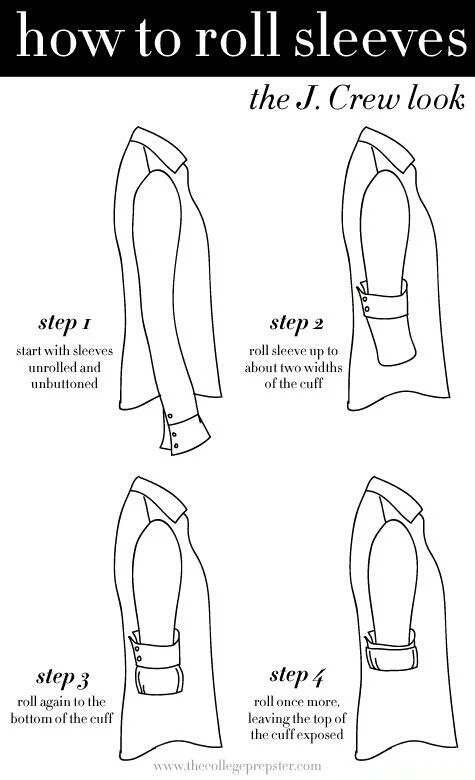 how to roll sleeves
the J. Crew look
step 1
start with sleeves
unrolled and
unbuttoned
step 2
roll sleeve up to
about two widths
of the cuff
step 3
roll again to the
bottom of the cuff
step 4
roll once more,
leaving the top of
the cuff exposed
www.thecollegeprepster.com